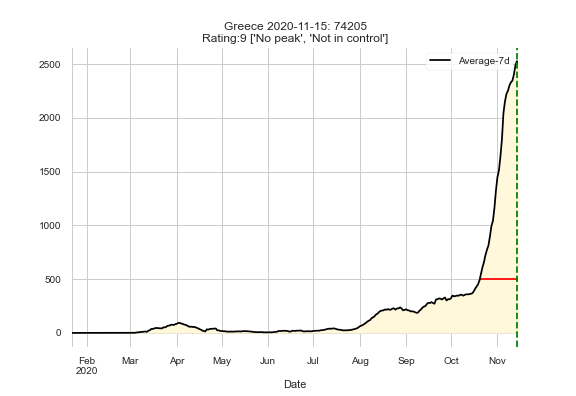 Greece 2020-11-15: 74205
Rating:9 ['No peak', 'Not in control']
Average-7d
2500
2000
1500
1000
500
0
Feb Mar Apr May Jun Jul Aug Sep Oct Nov
2020
Date